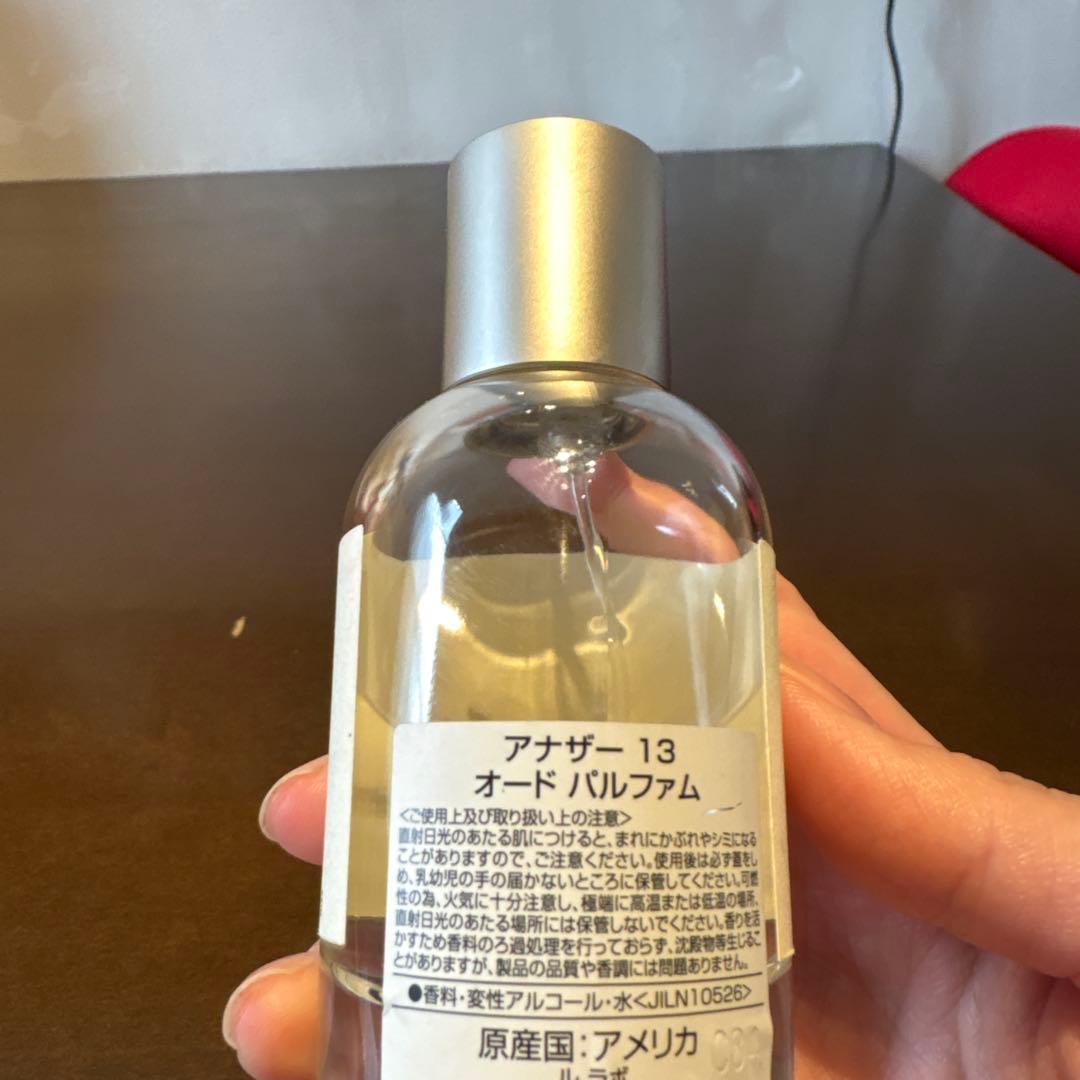 アナザー 13
オード パルファム
<ご使用上及び取り扱い上の注意>
直射日光のあたる肌につけると、まれにかぶれやシミになる
ことがありますので、ご注意ください。使用後は必ず蓋をし
め、乳幼児の手の届かないところに保管してください。可燃
性の為、火気に十分注意し、極端に高温または低温の場所、
直射日光のあたる場所には保管しないでください。香りを活
かすため香料のろ過処理を行っておらず、沈殿物等生じるこ
とがありますが、製品の品質や香調には問題ありません。
●香料・変性アルコール・水<JILN10526>
原産国:アメリカ
ル ラボ